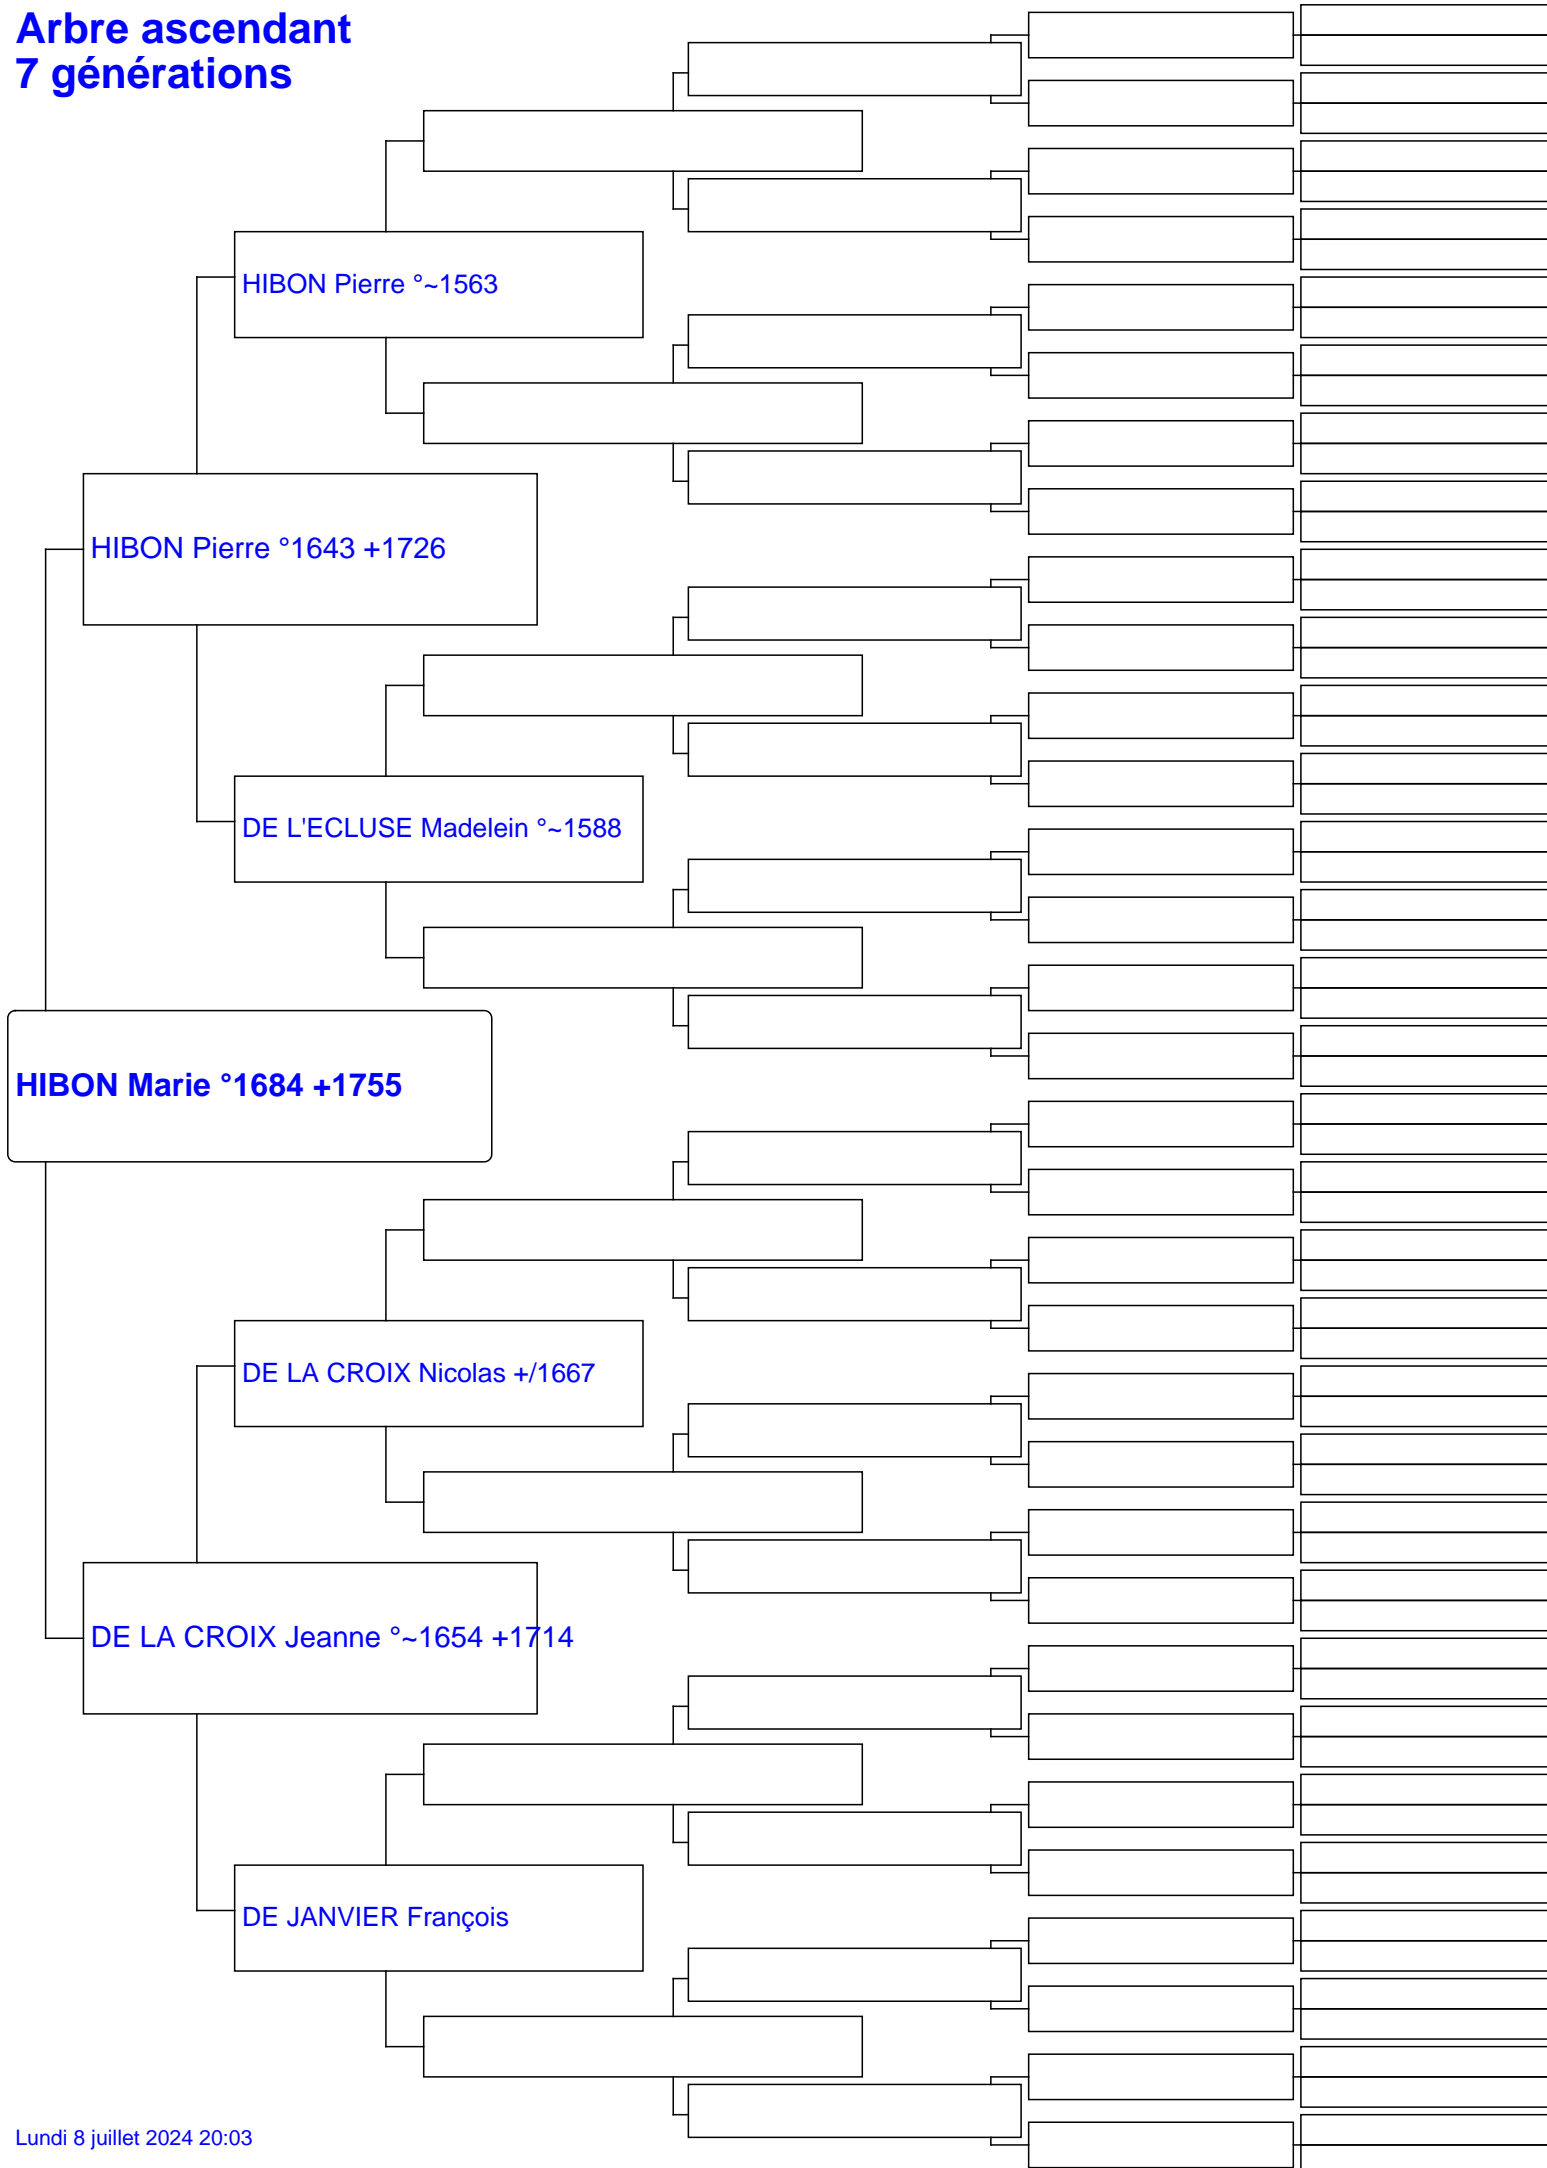 Arbre ascendant
7 générations
HIBON Pierre °~1563
HIBON Pierre °1643 +1726
DE L'ECLUSE Madelein °~1588
HIBON Marie °1684 +1755
DE LA CROIX Nicolas +/1667
DE LA CROIX Jeanne °~1654 +1714
DE JANVIER François
Lundi 8 juillet 2024 20:03